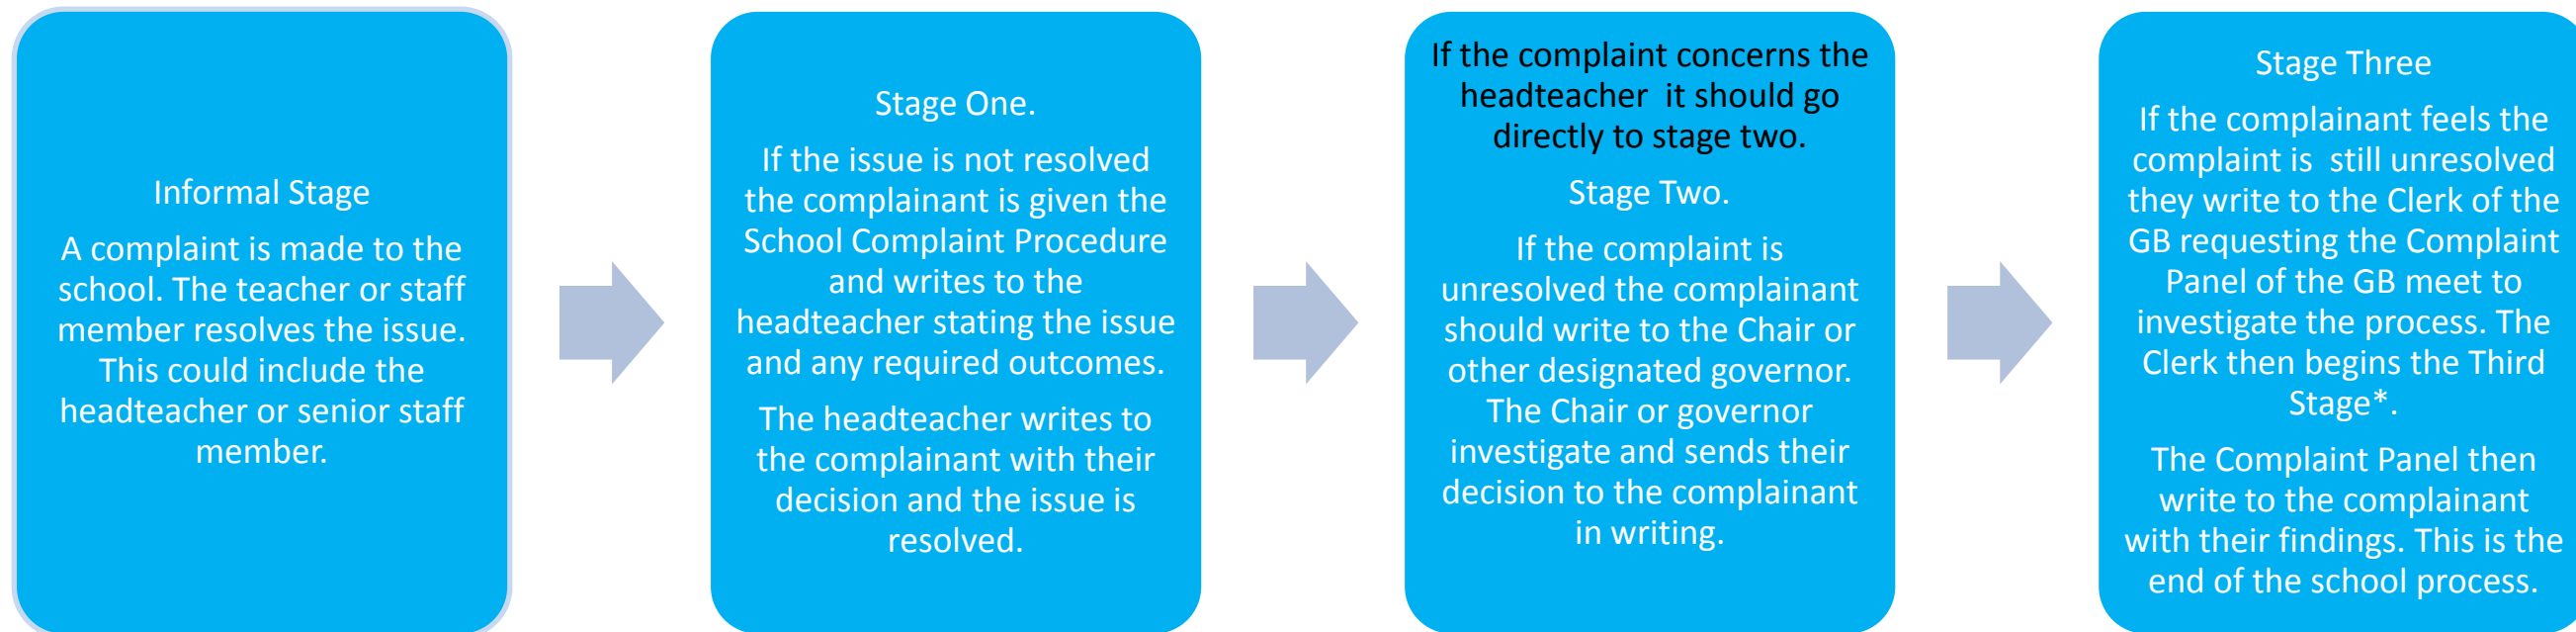 Informal Stage
A complaint is made to the
school. The teacher or staff
member resolves the issue.
This could include the
headteacher or senior staff
member.
Stage One.
If the issue is not resolved
the complainant is given the
School Complaint Procedure
and writes to the
headteacher stating the issue
and any required outcomes.
The headteacher writes to
the complainant with their
decision and the issue is
resolved.
If the complaint concerns the
headteacher it should go
directly to stage two.
Stage Two.
If the complaint is
unresolved the complainant
should write to the Chair or
other designated governor.
The Chair or governor
investigate and sends their
decision to the complainant
in writing.
Stage Three
If the complainant feels the
complaint is still unresolved
they write to the Clerk of the
GB requesting the Complaint
Panel of the GB meet to
investigate the process. The
Clerk then begins the Third
Stage*.
The Complaint Panel then
write to the complainant
with their findings. This is the
end of the school process.